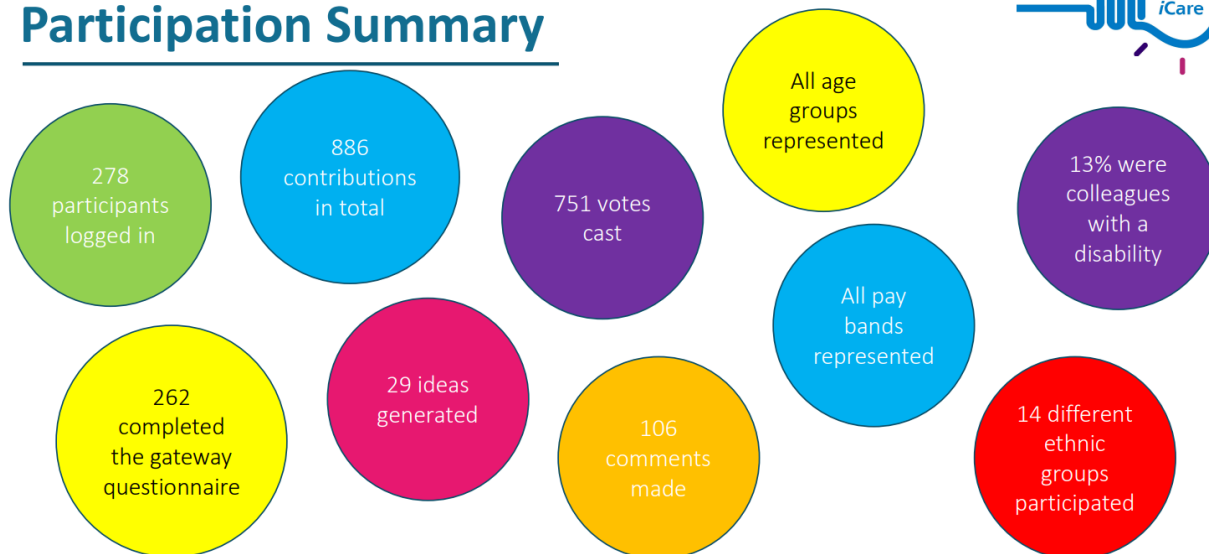 Participation Summary
iCare
278
participants
logged in
886
contributions
in total
751 votes
cast
All age
groups
represented
13% were
colleagues
with a
disability
262
completed
the gateway
questionnaire
29 ideas
generated
106
comments
made
All pay
bands
represented
14 different
ethnic
groups
participated